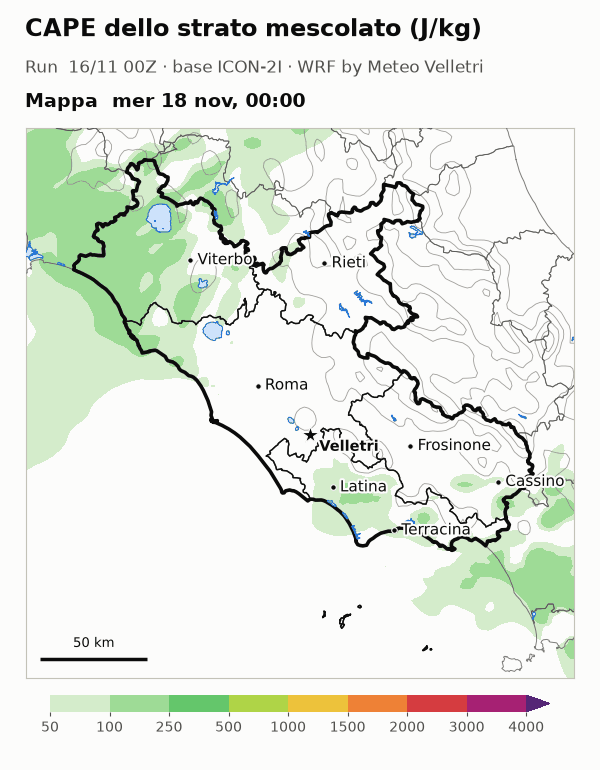 CAPE dello strato mescolato (J/kg)
Run 16/11 00Z · base ICON-2I · WRF by Meteo Velletri
Mappa mer 18 nov, 00:00
Viterbo
Rieti
Roma
Velletri
Frosinone
Latina
Cassino
Terracina
50 km
50 100 250 500 1000 1500 2000 3000 4000